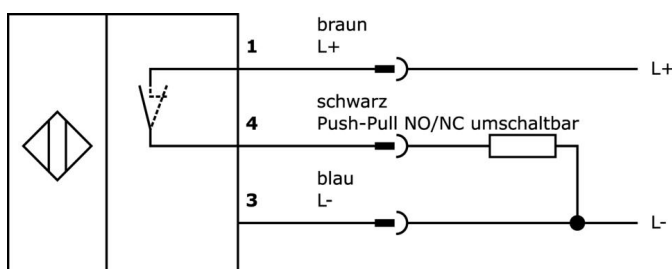 braun
1 L+
L+
schwarz
4 Push-Pull NO/NC umschaltbar
blau
3 L-
L-